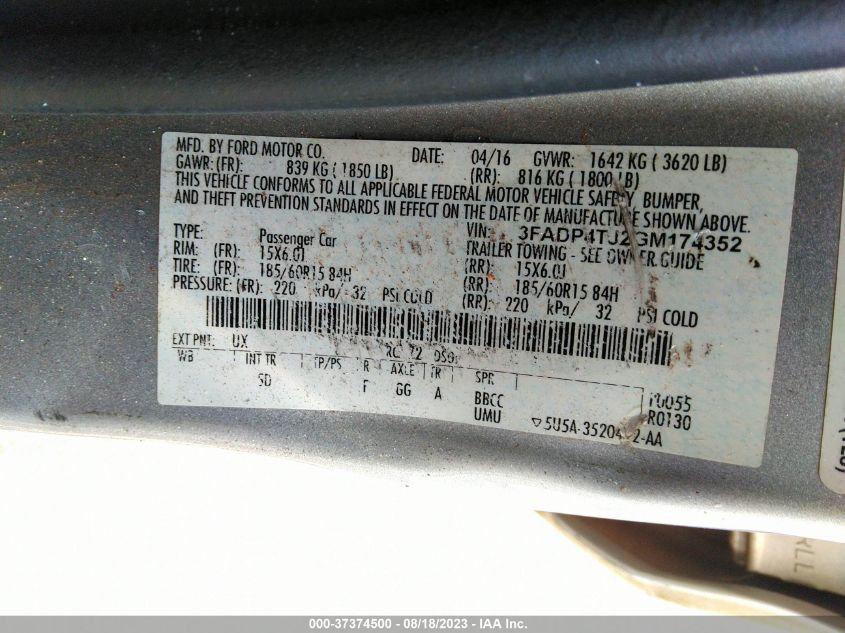 MFD. BY FORD MOTOR CO. DATE: 04/16 GVWR: 1642 KG ( 3620 LB)
GAWR: (FR): 839 KG ( 1850 LB) (RR): 816 KG ( 1800 LB)
THIS VEHICLE CONFORMS TO ALL APPLICABLE FEDERAL MOTOR VEHICLE SAFETY, BUMPER,
AND THEFT PREVENTION STANDARDS IN EFFECT ON THE DATE OF MANUFACTURE SHOWN ABOVE.
VIN: 3FADP4TJ2GM174352
TYPE: Passenger Car TRAILER TOWING - SEE OWNER GUIDE
RIM: (FR): 15X6.0J (RR): 15X6.0J
TIRE: (FR): 185/60R15 84H (RR): 185/60R15 84H
PRESSURE: (FR): 220 kPa/ 32 PSI COLD (RR): 220 kPa/ 32 PSI COLD
EXT PNT: UX RC: 72 DSO:
WB INT TR TP/PS R AXLE TR SPR
SD F GG A BBCC
UMU
R0130
5U5A-3520472-AA
000-37374500 - 08/18/2023 - IAA Inc.